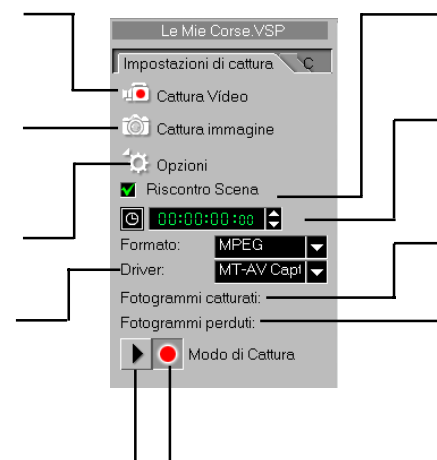 Le Mie Corse.VSP
Impostazioni di cattura C
Cattura Vídeo
Cattura immagine
Opzioni
Riscontro Scena
00:00:00:00
Formato: MPEG
Driver: MT-AV Capt
Fotogrammi catturati:
Fotogrammi perduti:
Modo di Cattura